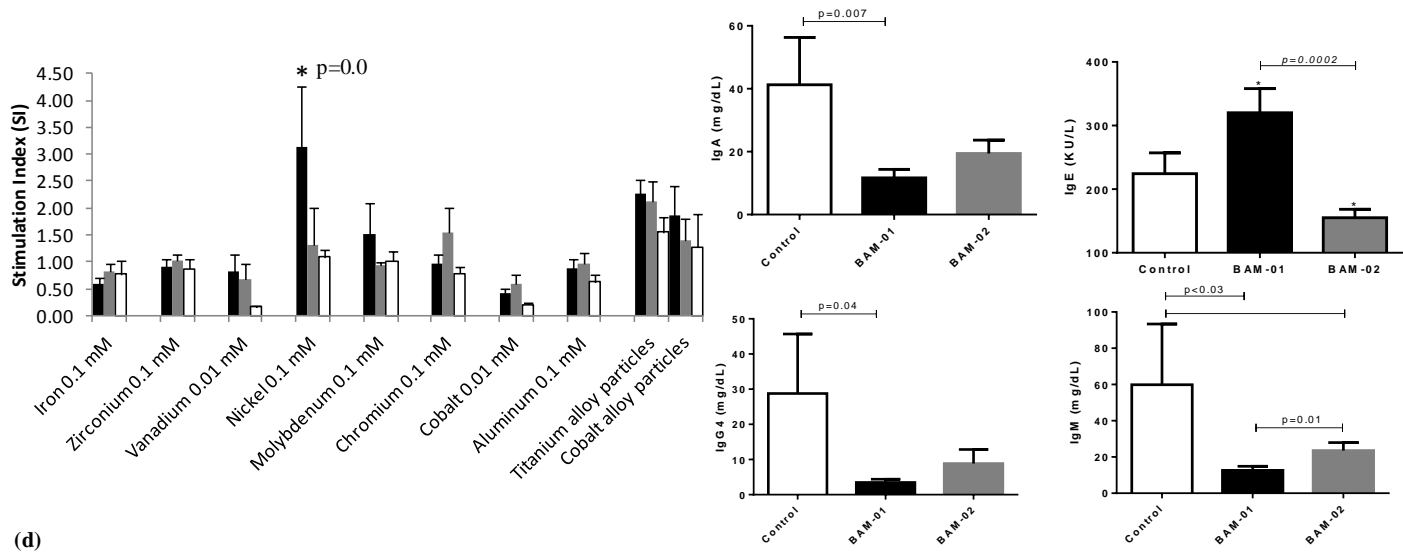 * p=0.0
Stimulation Index (SI)
4.50
4.00
3.50
3.00
2.50
2.00
1.50
1.00
0.50
0.00
Iron 0.1 mM
Zirconium 0.1 mM
Vanadium 0.01 mM
Nickel 0.1 mM
Molybdenum 0.1 mM
Chromium 0.1 mM
Cobalt 0.01 mM
Aluminum 0.1 mM
Titanium alloy particles
Cobalt alloy particles
(d)
p=0.007
IgA (mg/dL)
60
40
20
0
Control
BAM-01
BAM-02
p=0.0002
IgE (KU/L)
400
300
200
100
*
*
Control
BAM-01
BAM-02
p=0.04
IgG4 (mg/dL)
50
40
30
20
10
0
Control
BAM-01
BAM-02
p<0.03
p=0.01
IgM (mg/dL)
100
80
60
40
20
0
Control
BAM-01
BAM-02